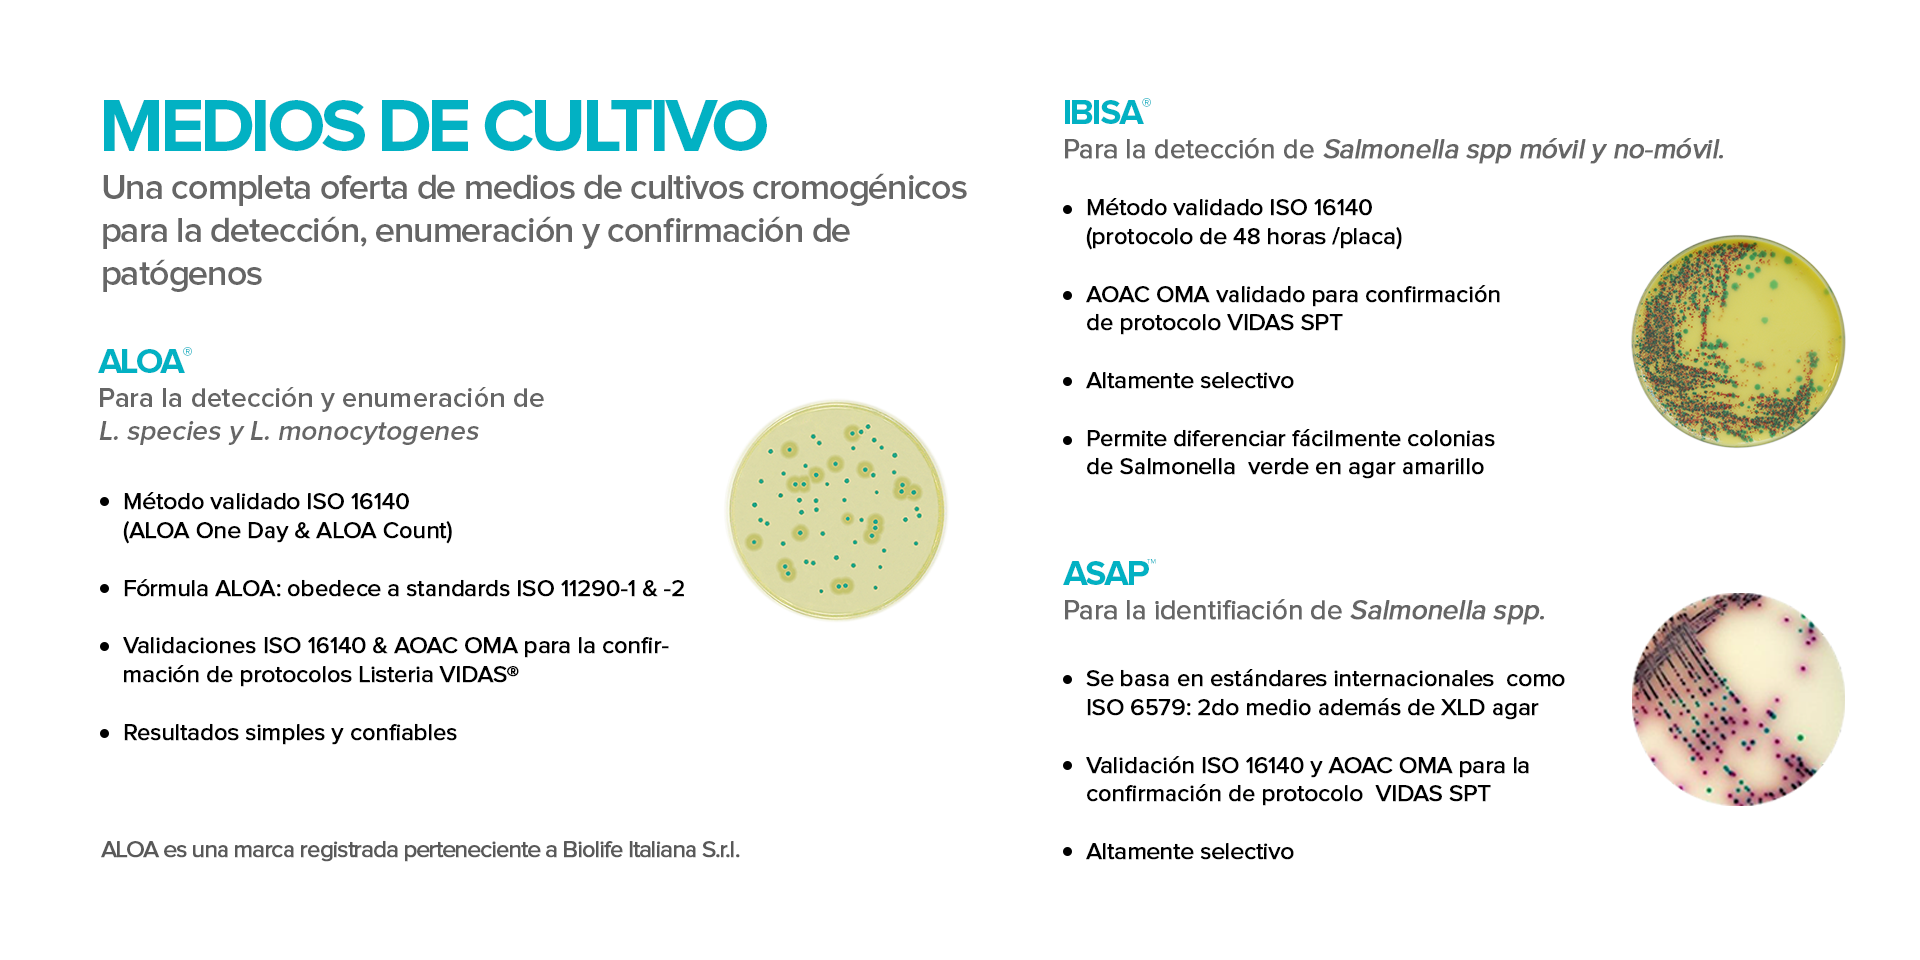 MEDIOS DE CULTIVO
Una completa oferta de medios de cultivos cromogénicos
para la detección, enumeración y confirmación de
patógenos
ALOA®
Para la detección y enumeración de
L. species y L. monocytogenes
• Método validado ISO 16140
(ALOA One Day & ALOA Count)
• Fórmula ALOA: obedece a standards ISO 11290-1 & -2
• Validaciones ISO 16140 & AOAC OMA para la confir-
mación de protocolos Listeria VIDAS®
• Resultados simples y confiables
ALOA es una marca registrada perteneciente a Biolife Italiana S.r.l.
IBISA®
Para la detección de Salmonella spp móvil y no-móvil.
• Método validado ISO 16140
(protocolo de 48 horas /placa)
• AOAC OMA validado para confirmación
de protocolo VIDAS SPT
• Altamente selectivo
• Permite diferenciar fácilmente colonias
de Salmonella  verde en agar amarillo
ASAP™
Para la identifiación de Salmonella spp.
• Se basa en estándares internacionales  como
ISO 6579: 2do medio además de XLD agar
• Validación ISO 16140 y AOAC OMA para la
confirmación de protocolo  VIDAS SPT
• Altamente selectivo